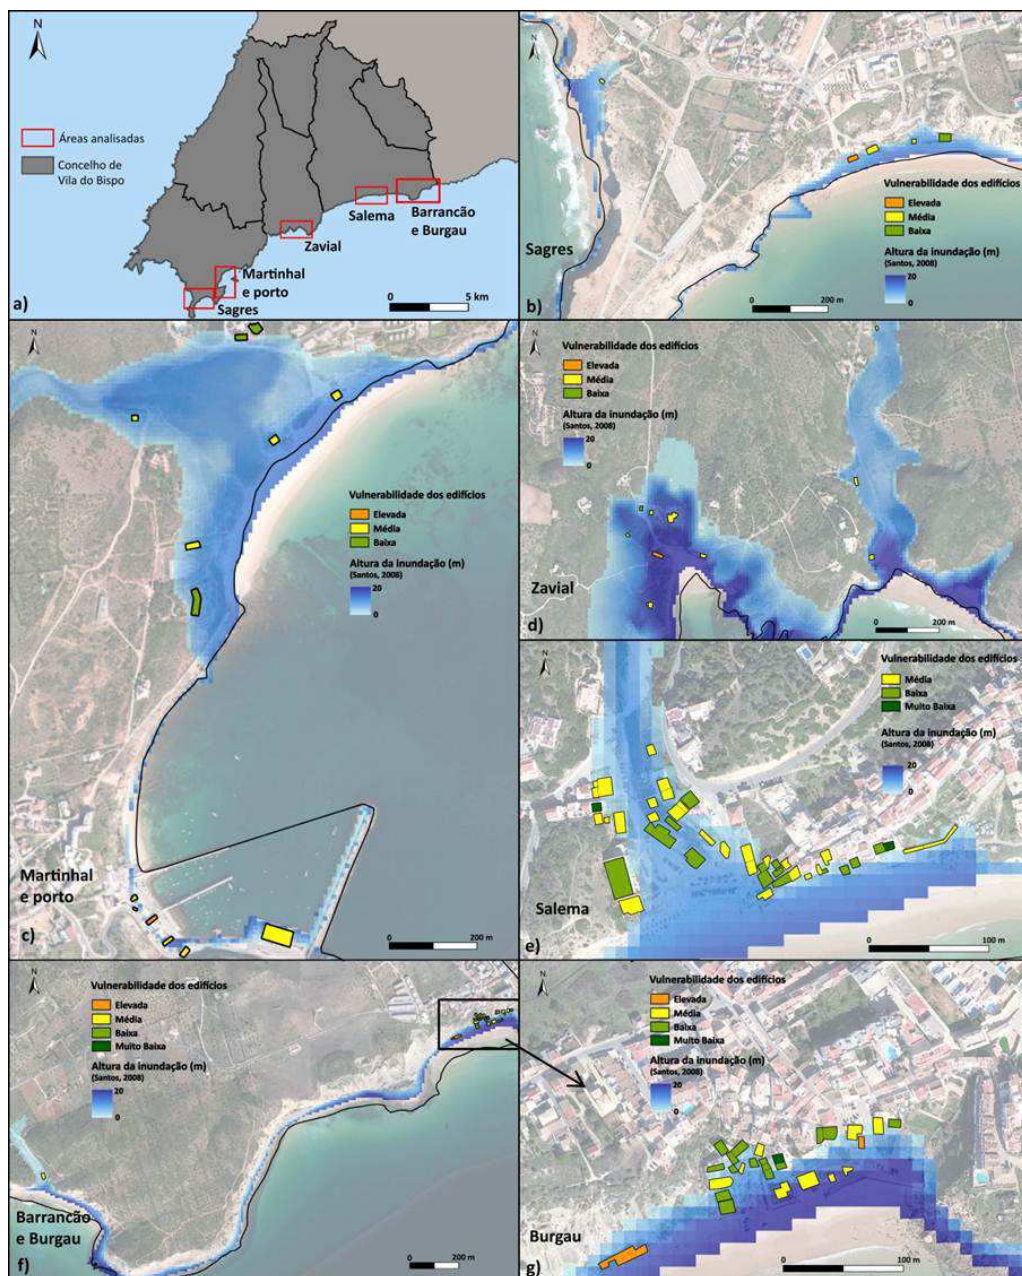 N
Áreas analisadas
Concelho de
Vila do Bispo
Salema
Barrancão
e Burgau
Zavial
Martinhal
e porto
Sagres
0 5 km
a)
N
Vulnerabilidade dos edifícios
Elevada
Média
Baixa
Altura da inundação (m)
(Santos, 2008)
20
0
Sagres
0 200 m
b)
N
Vulnerabilidade dos edifícios
Elevada
Média
Baixa
Altura da inundação (m)
(Santos, 2008)
20
0
Martinhal
e porto
0 200 m
c)
N
Vulnerabilidade dos edifícios
Elevada
Média
Baixa
Altura da inundação (m)
(Santos, 2008)
20
0
Zavial
0 200 m
d)
N
Vulnerabilidade dos edifícios
Média
Baixa
Muito Baixa
Altura da inundação (m)
(Santos, 2008)
20
0
Salema
0 100 m
e)
N
Vulnerabilidade dos edifícios
Elevada
Média
Baixa
Muito Baixa
Altura da inundação (m)
(Santos, 2008)
20
0
Barrancão
e Burgau
0 200 m
f)
N
Vulnerabilidade dos edifícios
Elevada
Média
Baixa
Muito Baixa
Altura da inundação (m)
(Santos, 2008)
20
0
Burgau
0 100 m
g)